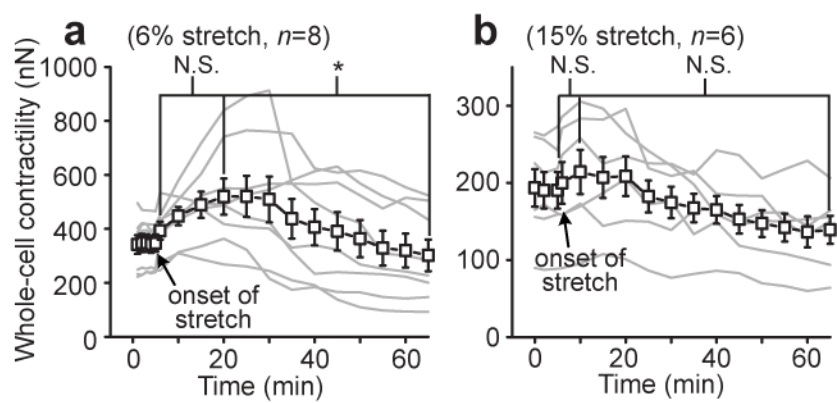 a (6% stretch, n=8)
N.S. *
Whole-cell contractility (nN)
1000
800
600
400
200
0
onset of
stretch
0 20 40 60
Time (min)
b (15% stretch, n=6)
N.S. N.S.
300
200
100
0
onset of
stretch
0 20 40 60
Time (min)